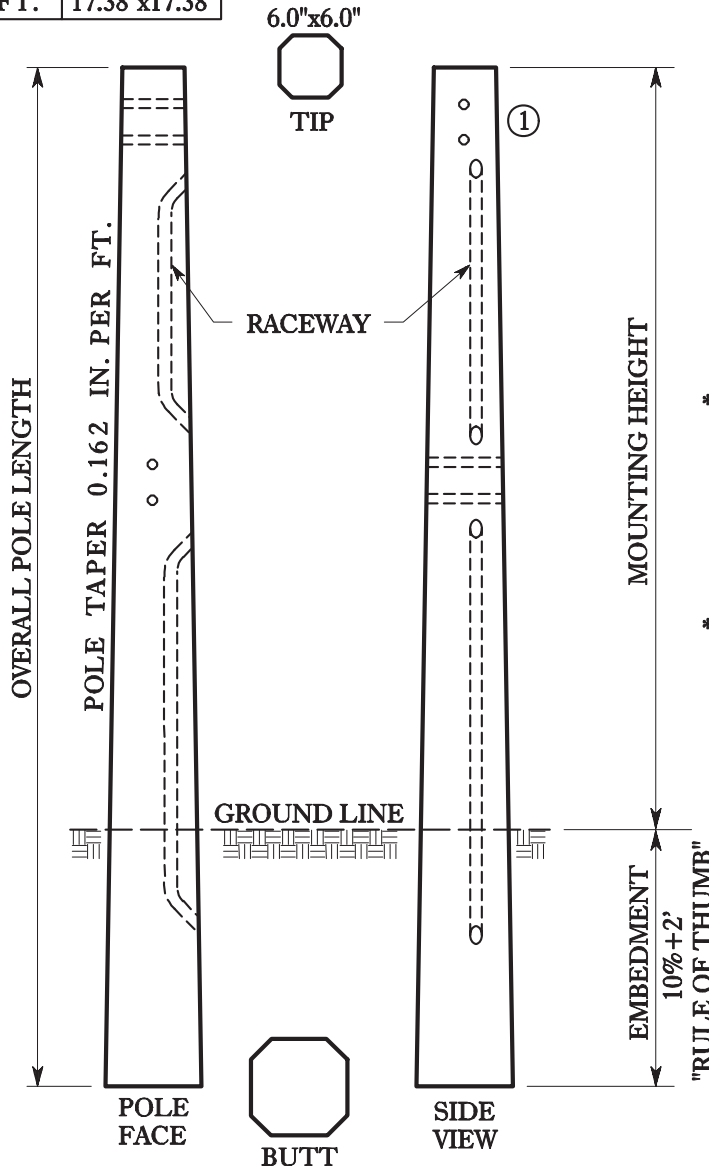 FT. 17.38"x17.38"
6.0"x6.0"
TIP
1
POLE TAPER 0.162 IN. PER FT.
RACEWAY
OVERALL POLE LENGTH
MOUNTING HEIGHT
*
*
GROUND LINE
EMBEDMENT
10%+2'
"RULE OF THUMB"
POLE
FACE
BUTT
SIDE
VIEW